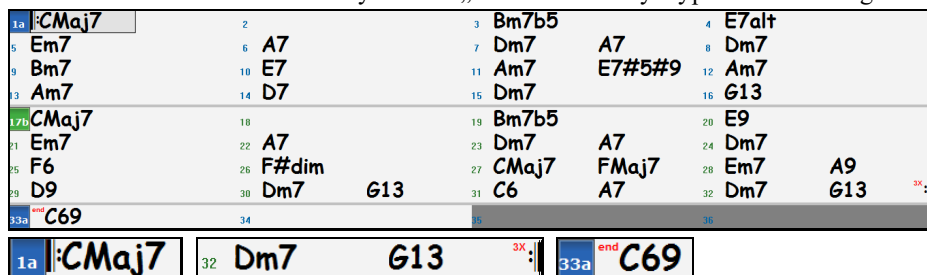 1a :CMaj7 2 3 Bm7b5 4 E7alt
5 Em7 6 A7 7 Dm7 A7 8 Dm7
9 Bm7 10 E7 11 Am7 E7#5#9 12 Am7
13 Am7 14 D7 15 Dm7 16 G13
17b CMaj7 18 19 Bm7b5 20 E9
21 Em7 22 A7 23 Dm7 A7 24 Dm7
25 F6 26 F#dim 27 CMaj7 FMaj7 28 Em7 A9
29 D9 30 Dm7 G13 31 C6 A7 32 Dm7 G13 3X :
33a end C69 34 35 36
1a :CMaj7 32 Dm7 G13 3X : 33a end C69